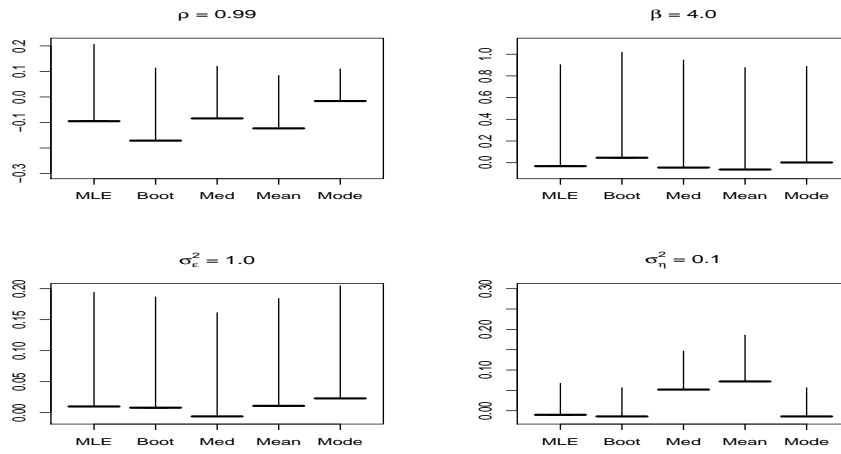 ρ = 0.99
0.2
0.1
0.0
-0.1
-0.3
MLE Boot Med Mean Mode
β = 4.0
1.0
0.8
0.6
0.4
0.2
0.0
MLE Boot Med Mean Mode
σ²ε = 1.0
0.20
0.15
0.10
0.05
0.00
MLE Boot Med Mean Mode
σ²η = 0.1
0.30
0.20
0.10
0.00
MLE Boot Med Mean Mode